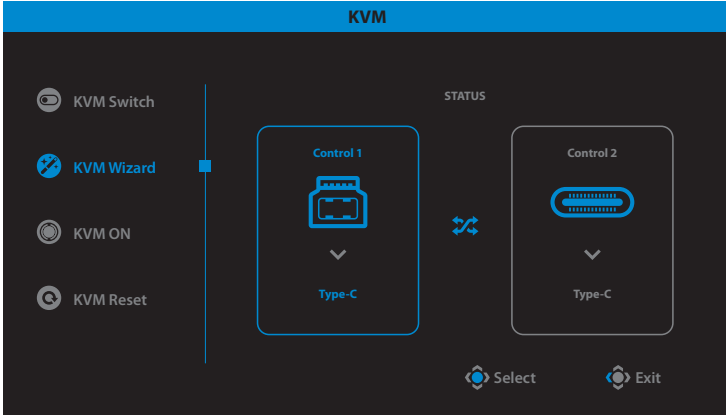 KVM
KVM Switch
KVM Wizard
KVM ON
KVM Reset
STATUS
Control 1
Type-C
Control 2
Type-C
Select
Exit